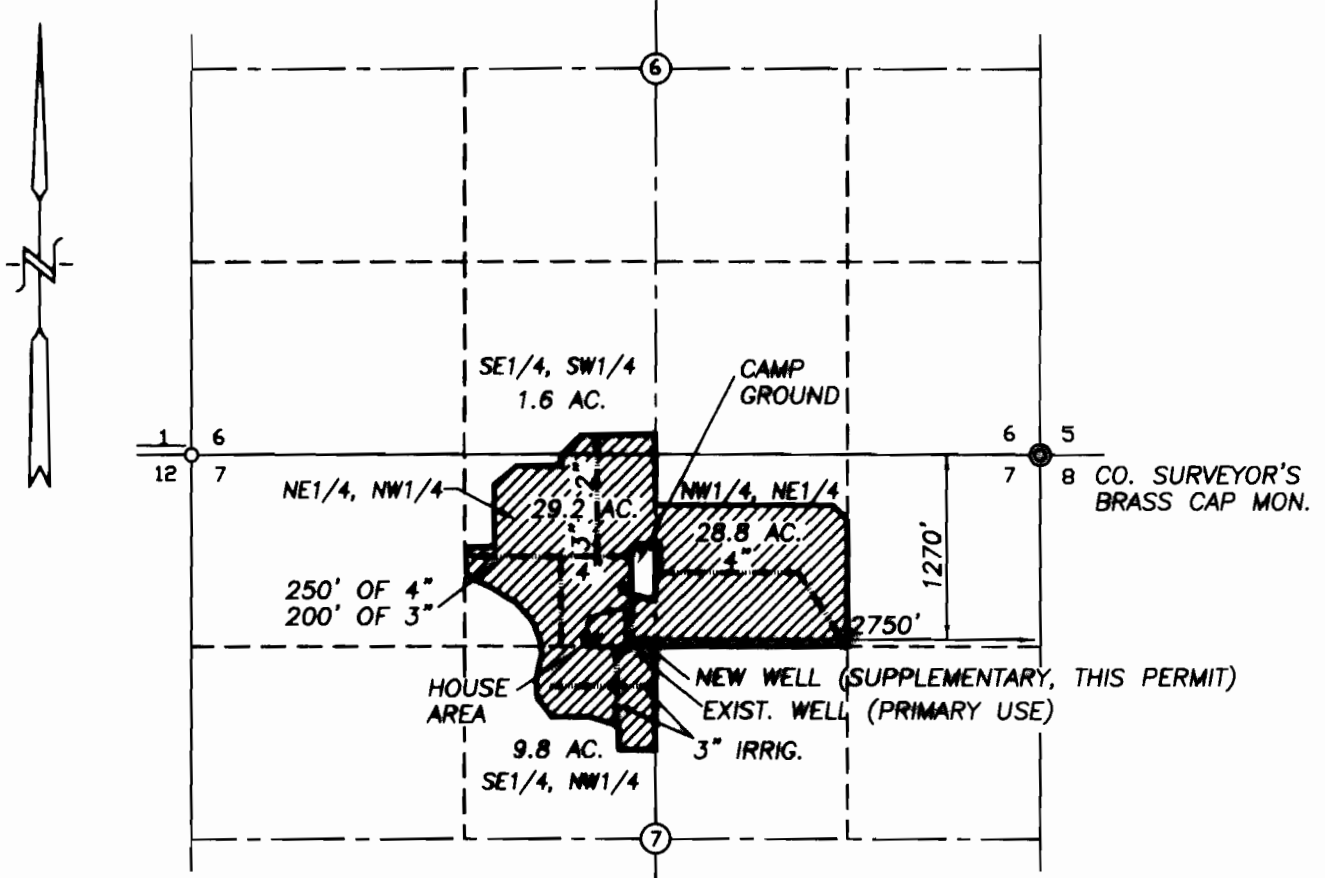 6
N
SE1/4, SW1/4
1.6 AC.
CAMP
GROUND
1 6
12 7
6 5
7 8
CO. SURVEYOR'S
BRASS CAP MON.
NE1/4, NW1/4
NW1/4, NE1/4
2"
29.2 AC.
28.8 AC.
3"
4"
4"
1270'
250' OF 4"
200' OF 3"
2750'
HOUSE
AREA
NEW WELL (SUPPLEMENTARY, THIS PERMIT)
EXIST. WELL (PRIMARY USE)
3" IRRIG.
9.8 AC.
SE1/4, NW1/4
7